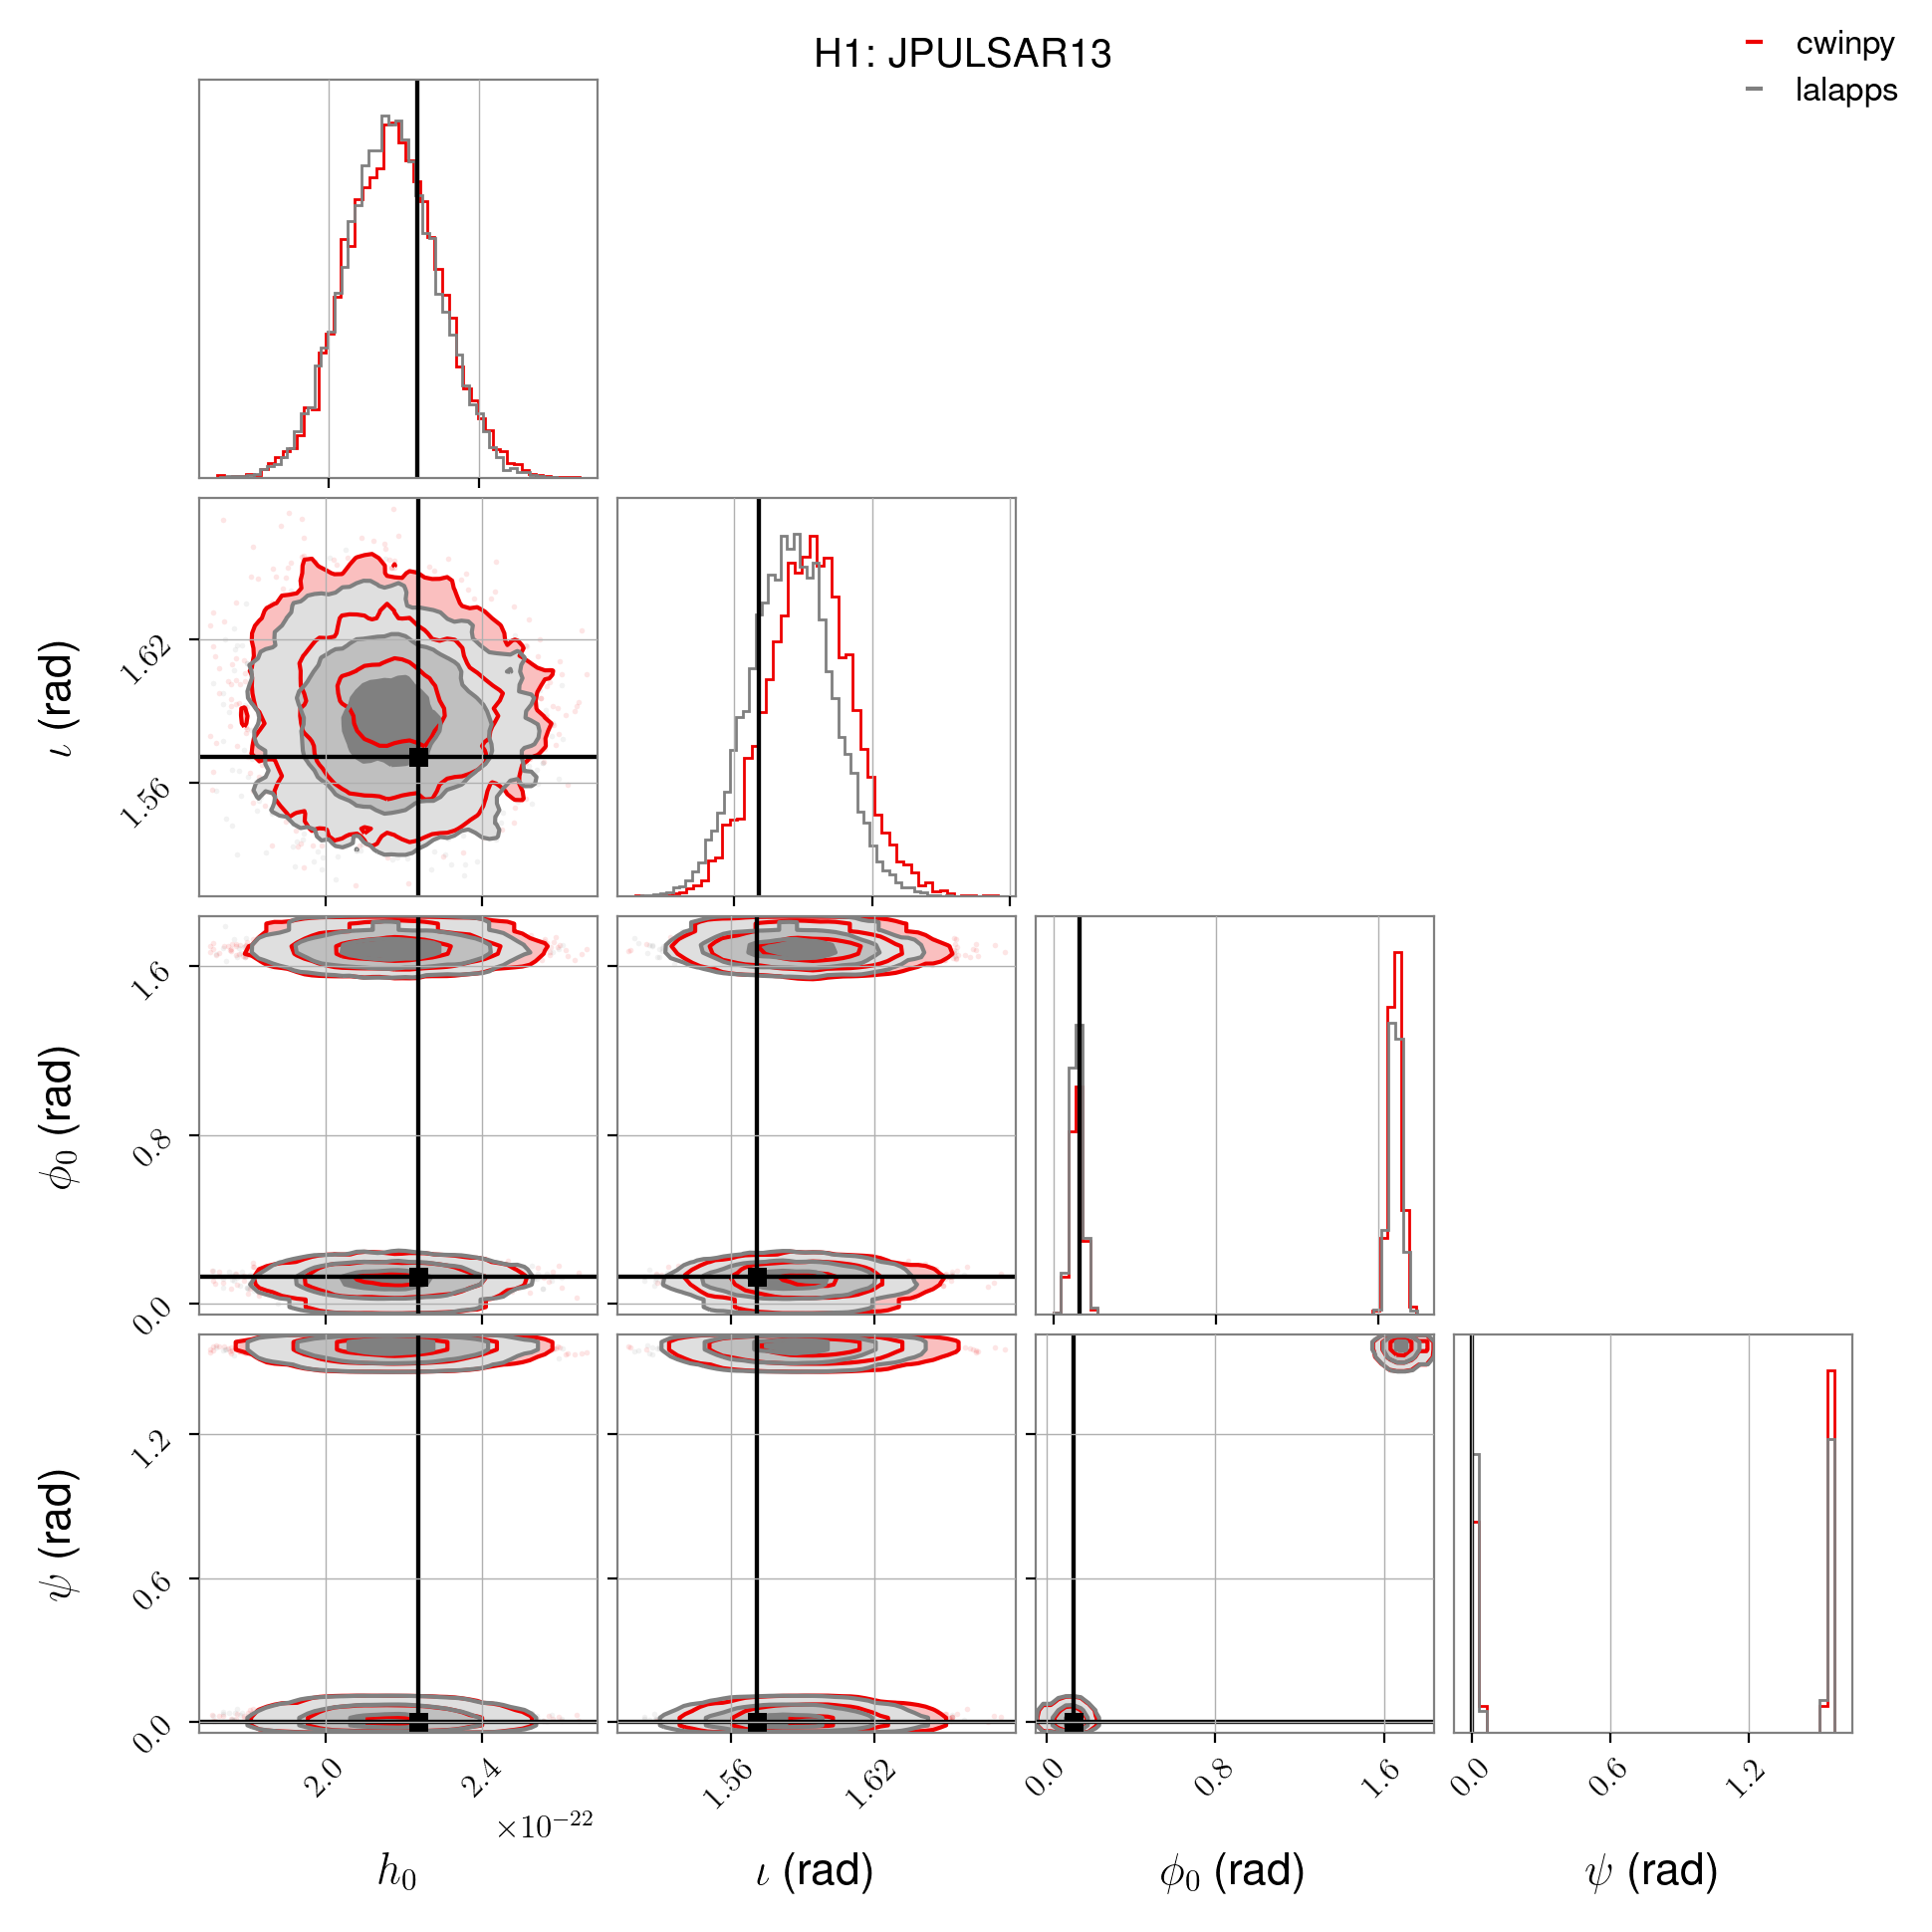 H1: JPULSAR13
cwinpy
lalapps
ι (rad)
1.62
1.56
ϕ₀ (rad)
1.6
0.8
0.0
ψ (rad)
1.2
0.6
0.0
2.0 2.4
×10⁻²²
h₀
1.56 1.62
ι (rad)
0.0 0.8 1.6
ϕ₀ (rad)
0.0 0.6 1.2
ψ (rad)